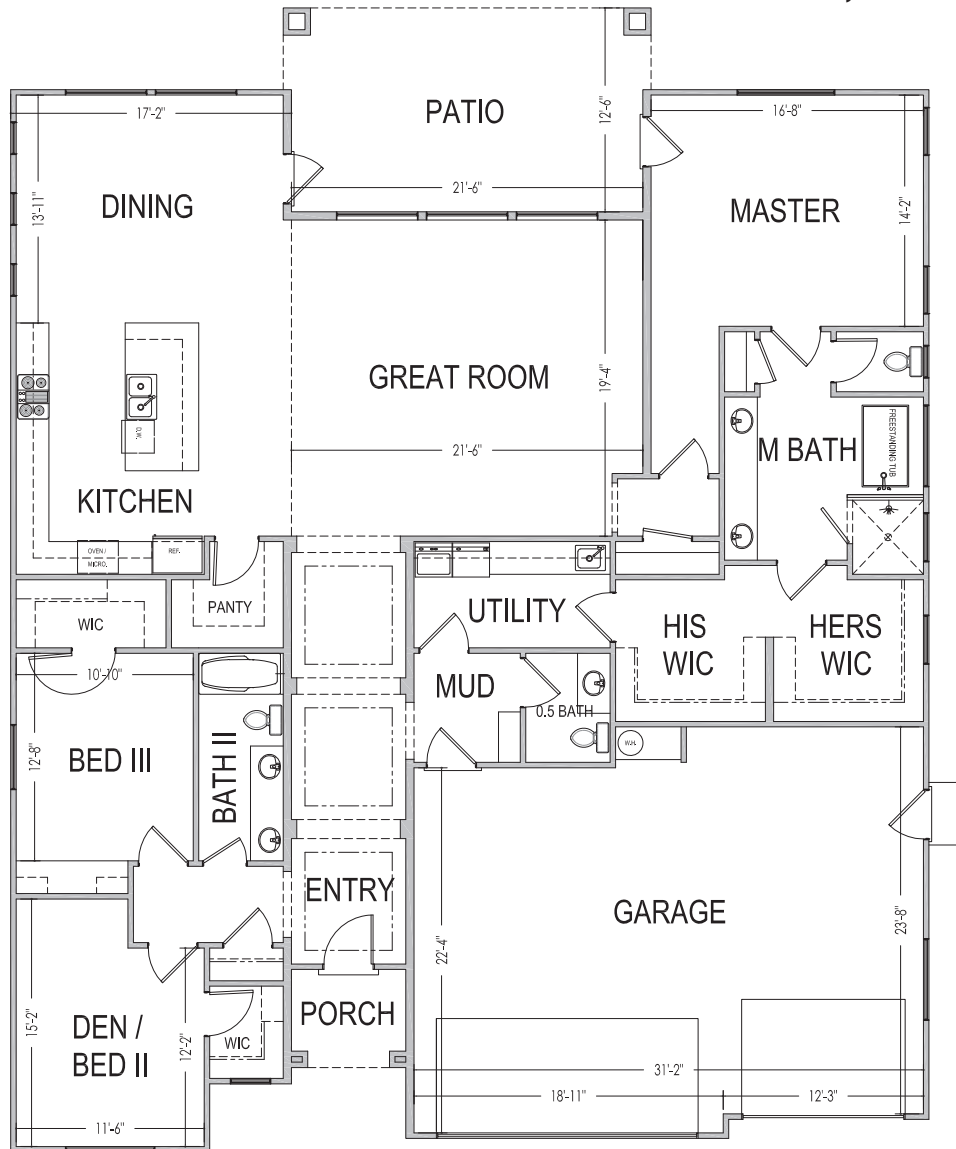 PATIO
12'-6"
21'-6"
17'-2"
13'-11"
DINING
16'-8"
14'-2"
MASTER
GREAT ROOM
19'-4"
21'-6"
D.W.
KITCHEN
OVEN /
MICRO.
REF.
M BATH
FREESTANDING TUB
PANTY
WIC
UTILITY
HIS
WIC
HERS
WIC
10'-10"
12'-8"
BED III
BATH II
MUD
0.5 BATH
W.H.
ENTRY
GARAGE
22'-4"
23'-8"
15'-2"
DEN /
BED II
12'-2"
WIC
11'-6"
PORCH
31'-2"
18'-11"
12'-3"